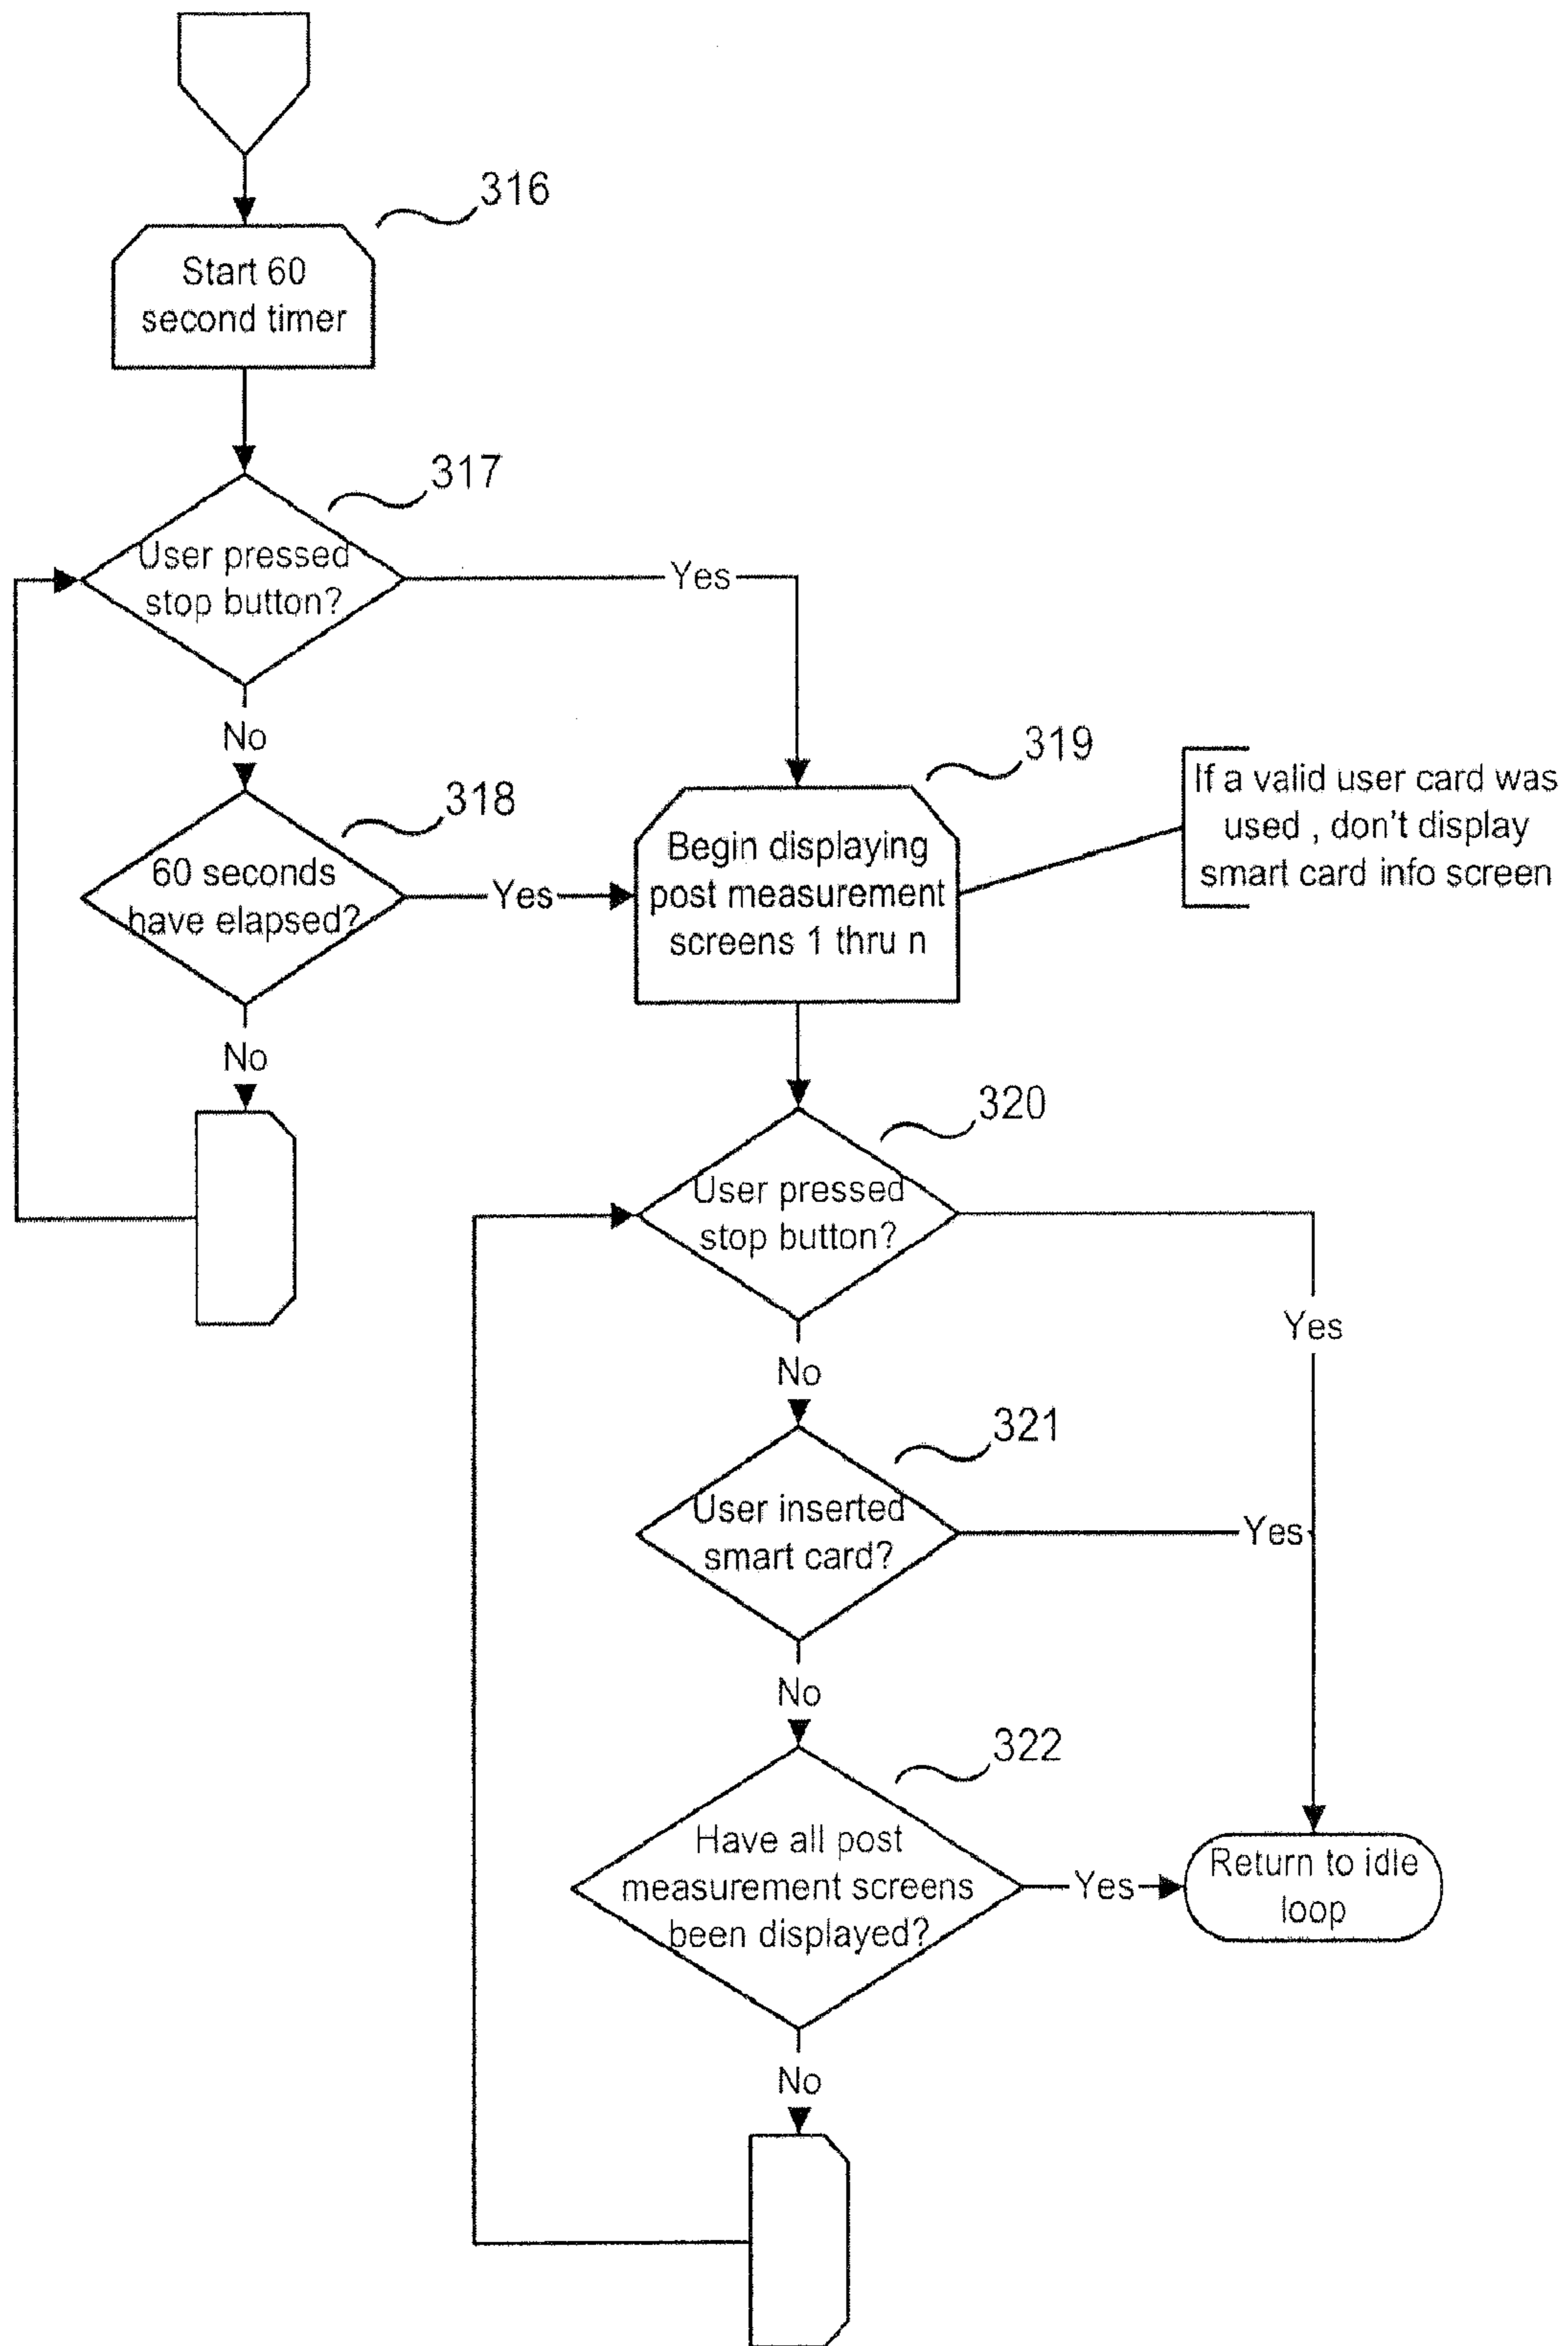 316
Start 60
second timer
317
User pressed
stop button?
Yes
No
318
60 seconds
have elapsed?
Yes
No
319
Begin displaying
post measurement
screens 1 thru n
If a valid user card was
used , don't display
smart card info screen
320
User pressed
stop button?
Yes
No
321
User inserted
smart card?
Yes
No
322
Have all post
measurement screens
been displayed?
Yes
Return to idle
loop
No